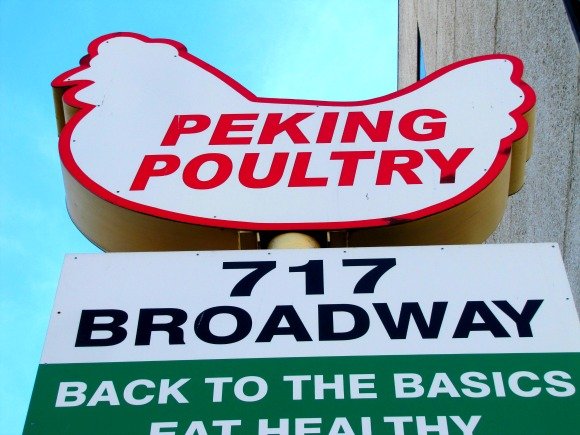 PEKING
POULTRY
717
BROADWAY
BACK TO THE BASICS
EAT HEALTHY